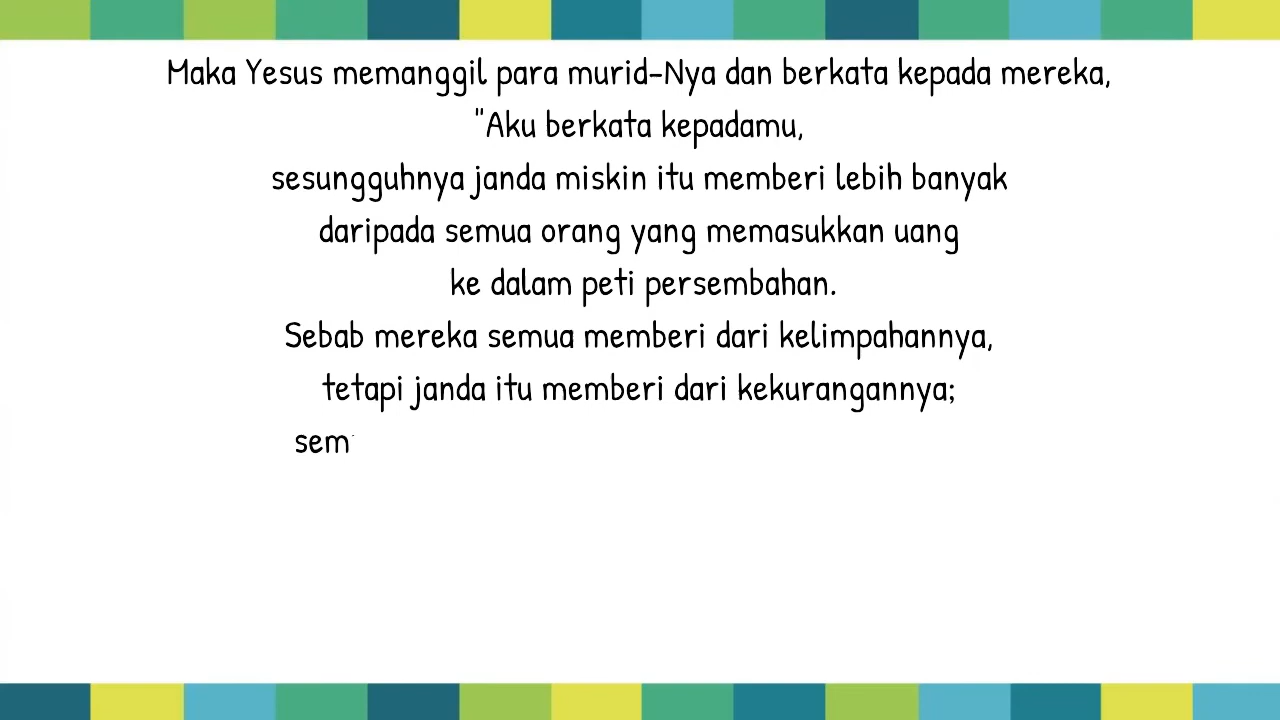 Maka Yesus memanggil para murid-Nya dan berkata kepada mereka,
"Aku berkata kepadamu,
sesungguhnya janda miskin itu memberi lebih banyak
daripada semua orang yang memasukkan uang
ke dalam peti persembahan.
Sebab mereka semua memberi dari kelimpahannya,
tetapi janda itu memberi dari kekurangannya;
sem